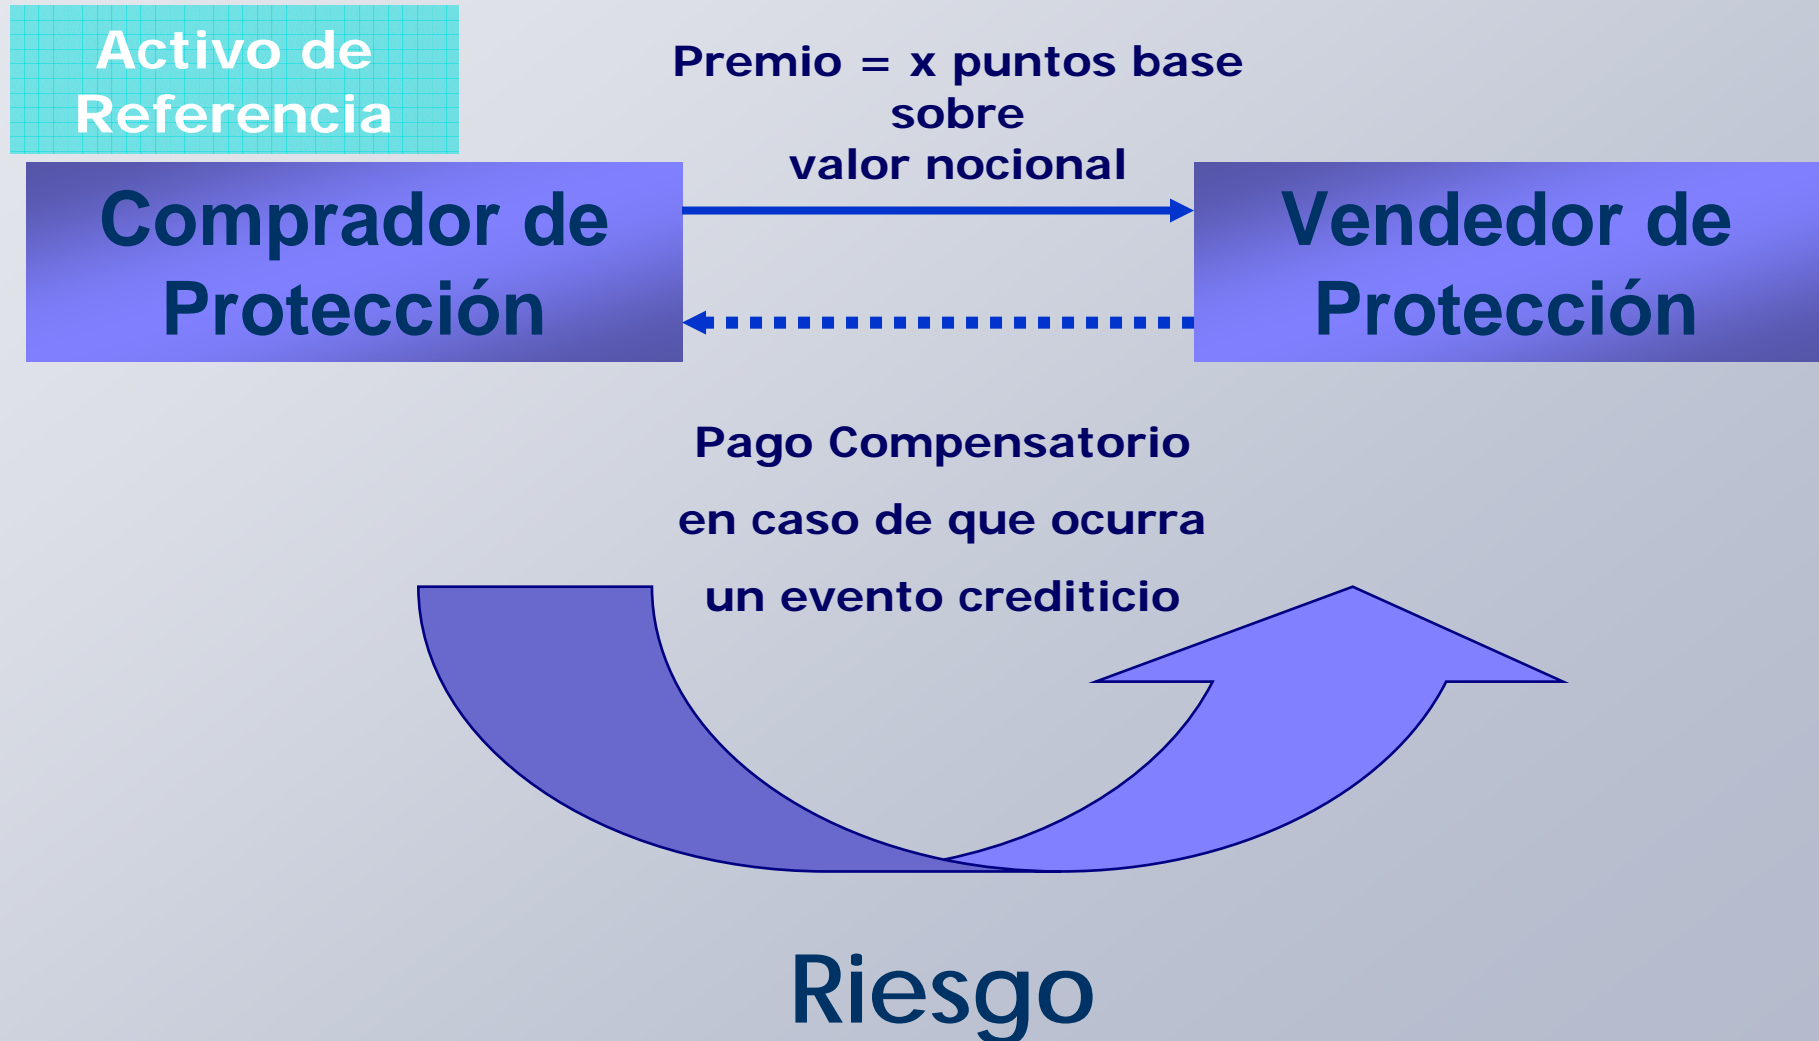 Activo de
Referencia
Premio = x puntos base
sobre
valor nocional
Comprador de
Protección
Vendedor de
Protección
Pago Compensatorio
en caso de que ocurra
un evento crediticio
Riesgo